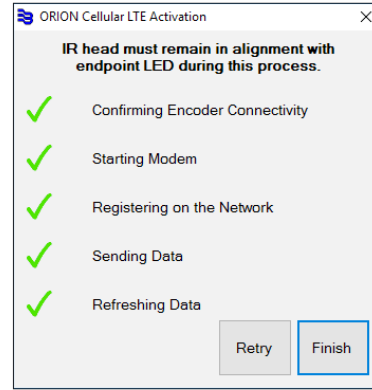 ORION Cellular LTE Activation
IR head must remain in alignment with
endpoint LED during this process.
Confirming Encoder Connectivity
Starting Modem
Registering on the Network
Sending Data
Refreshing Data
Retry
Finish